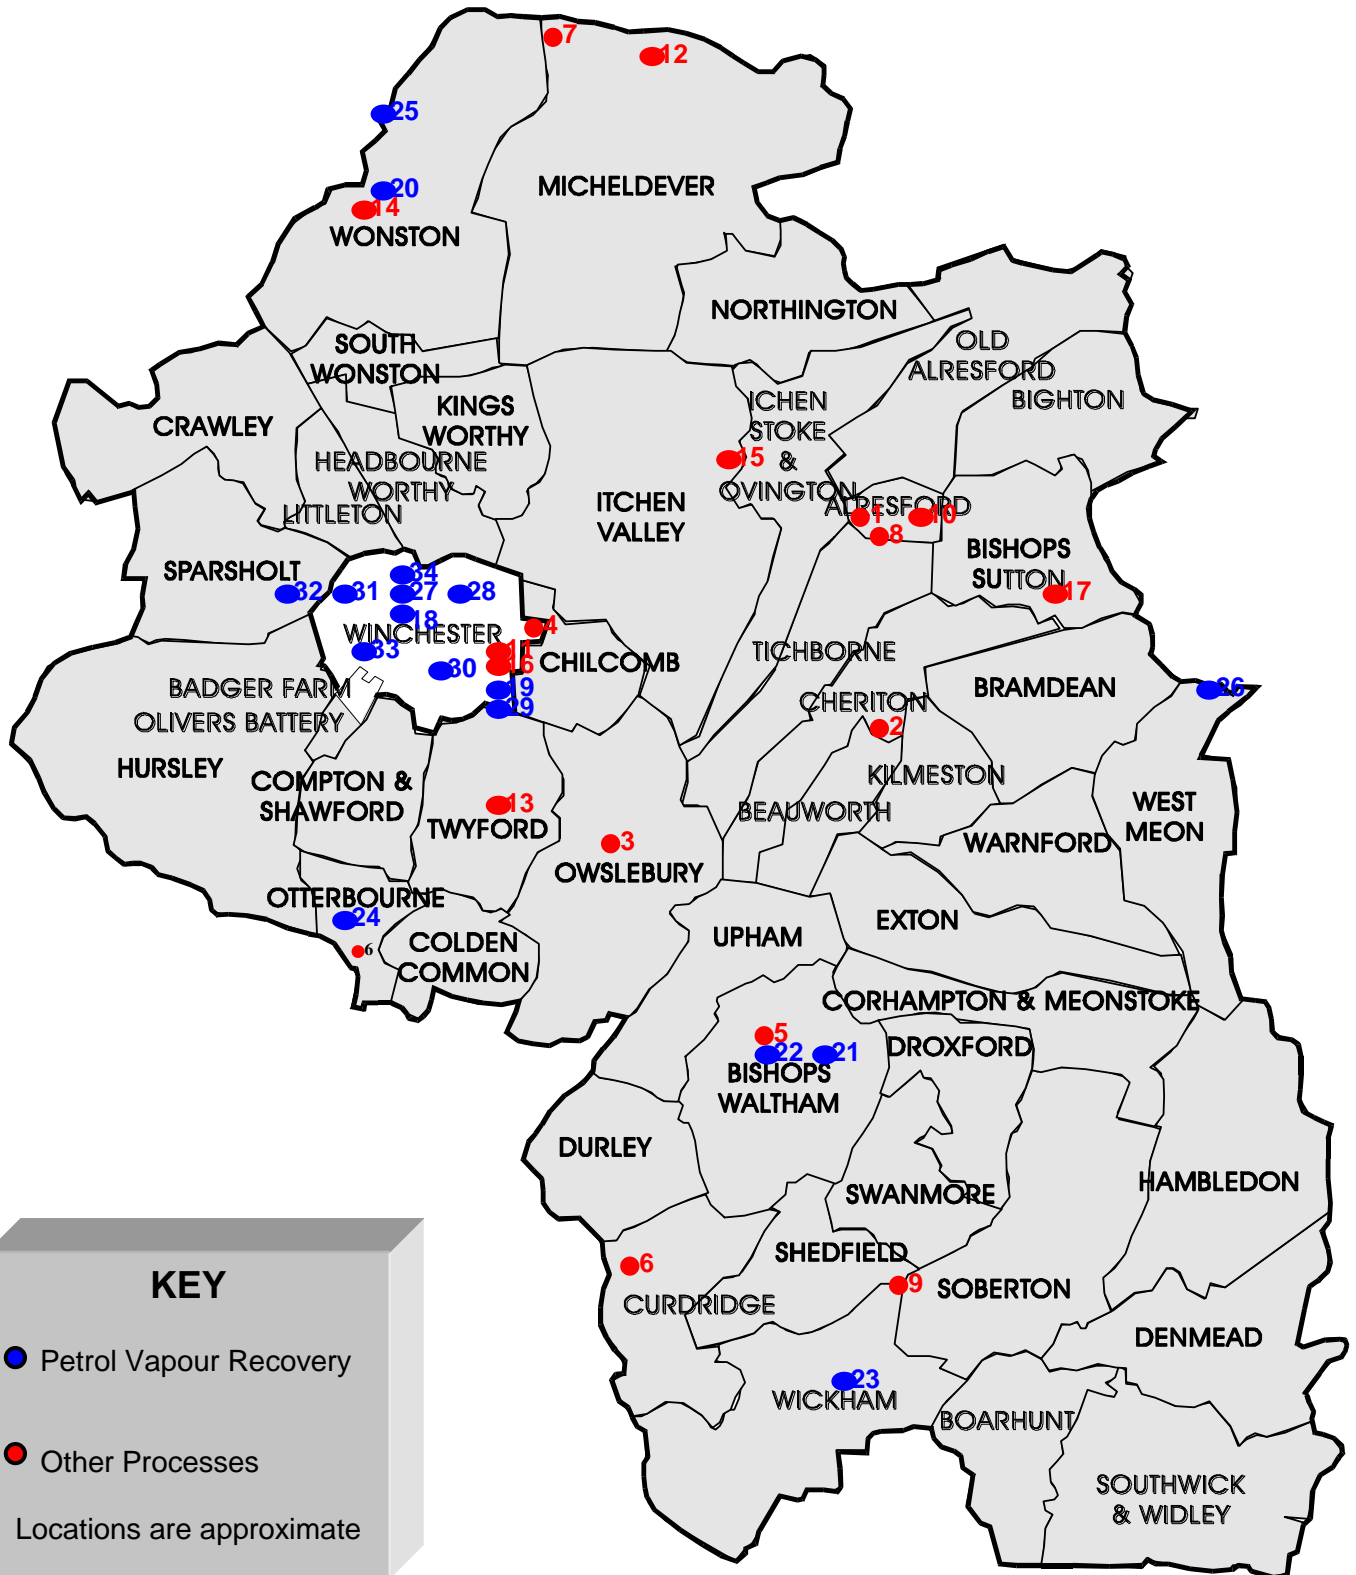 7
12
25
MICHELDEVER
20
14
WONSTON
NORTHINGTON
SOUTH
WONSTON
OLD
ALRESFORD
BIGHTON
ICHEN
STOKE
&
OVINGTON
KINGS
WORTHY
CRAWLEY
HEADBOURNE
WORTHY
15
LITTLETON
ITCHEN
VALLEY
ALRESFORD
1
10
8
BISHOPS
SUTTON
17
SPARSHOLT
32
31
34
27
28
18
WINCHESTER
4
11
16
33
30
CHILCOMB
TICHBORNE
BRAMDEAN
26
BADGER FARM
19
29
OLIVERS BATTERY
CHERITON
2
HURSLEY
COMPTON &
SHAWFORD
KILMESTON
BEAUWORTH
WEST
MEON
13
TWYFORD
3
OWSLEBURY
WARNFORD
OTTERBOURNE
24
6
COLDEN
COMMON
UPHAM
EXTON
CORHAMPTON & MEONSTOKE
5
22
21
DROXFORD
BISHOPS
WALTHAM
DURLEY
SWANMORE
HAMBLEDON
SHEDFIELD
6
CURDRIDGE
9
SOBERTON
DENMEAD
23
WICKHAM
BOARHUNT
SOUTHWICK
& WIDLEY
KEY
Petrol Vapour Recovery
Other Processes
Locations are approximate